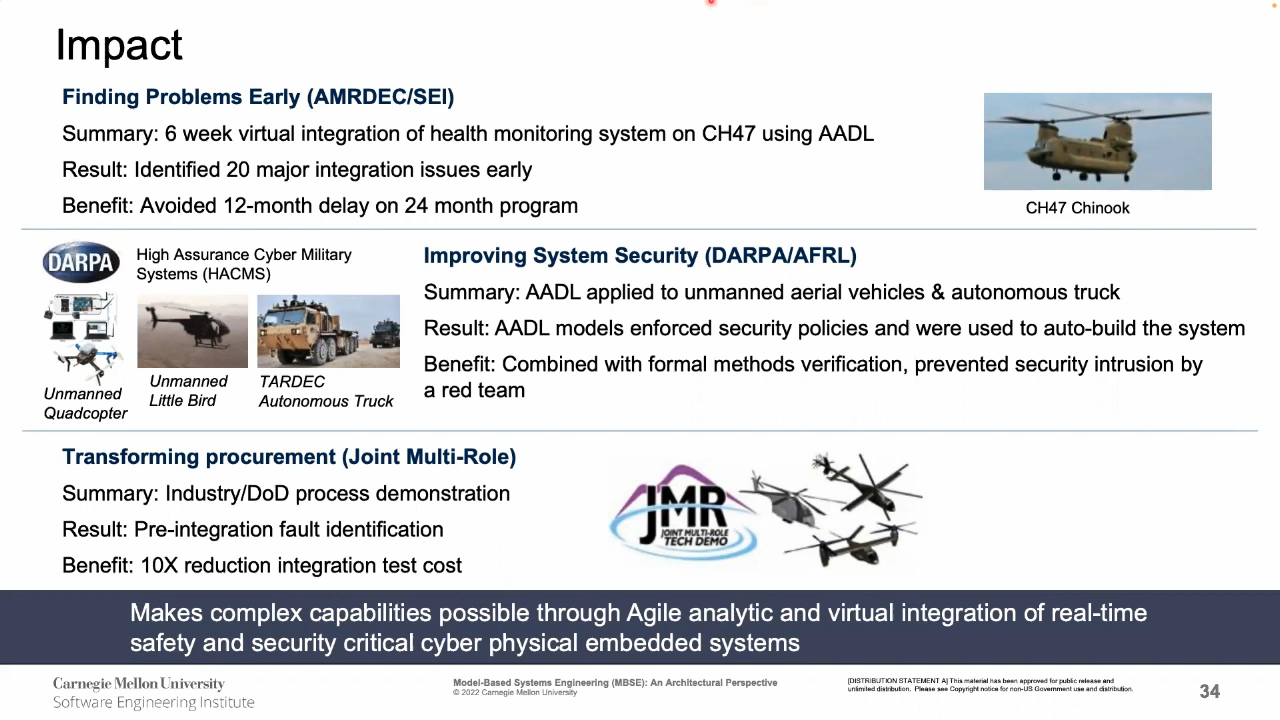 Impact
Finding Problems Early (AMRDEC/SEI)
Summary: 6 week virtual integration of health monitoring system on CH47 using AADL
Result: Identified 20 major integration issues early
Benefit: Avoided 12-month delay on 24 month program
CH47 Chinook
DARPA
High Assurance Cyber Military
Systems (HACMS)
Unmanned
Quadcopter
Unmanned
Little Bird
TARDEC
Autonomous Truck
Improving System Security (DARPA/AFRL)
Summary: AADL applied to unmanned aerial vehicles & autonomous truck
Result: AADL models enforced security policies and were used to auto-build the system
Benefit: Combined with formal methods verification, prevented security intrusion by
a red team
Transforming procurement (Joint Multi-Role)
Summary: Industry/DoD process demonstration
Result: Pre-integration fault identification
Benefit: 10X reduction integration test cost
JMR
JOINT MULTI-ROLE
TECH DEMO
Makes complex capabilities possible through Agile analytic and virtual integration of real-time
safety and security critical cyber physical embedded systems
Carnegie Mellon University
Software Engineering Institute
Model-Based Systems Engineering (MBSE): An Architectural Perspective
© 2022 Carnegie Mellon University
[DISTRIBUTION STATEMENT A] This material has been approved for public release and
unlimited distribution. Please see Copyright notice for non-US Government use and distribution.
34